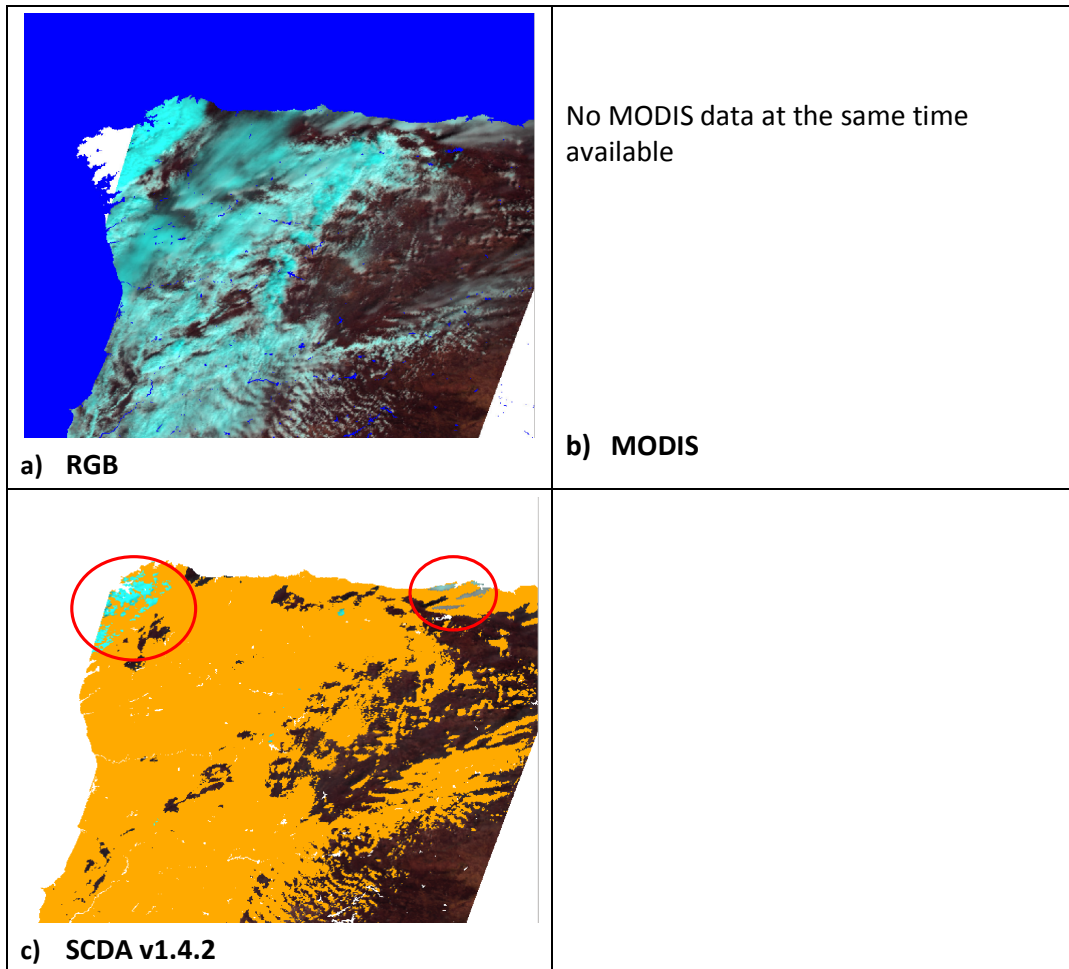 No MODIS data at the same time
available
a) RGB
b) MODIS
c) SCDA v1.4.2